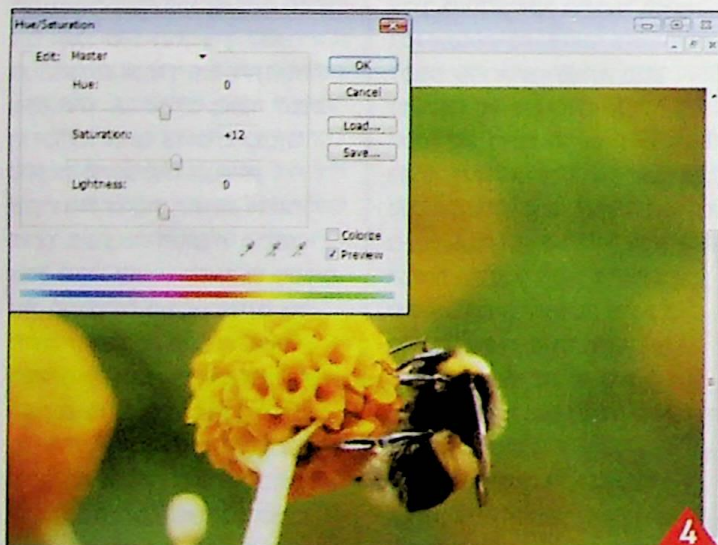 Hue/Saturation
Edit: Master
Hue: 0
Saturation: +12
Lightness: 0
OK
Cancel
Load...
Save...
Colorize
Preview
4